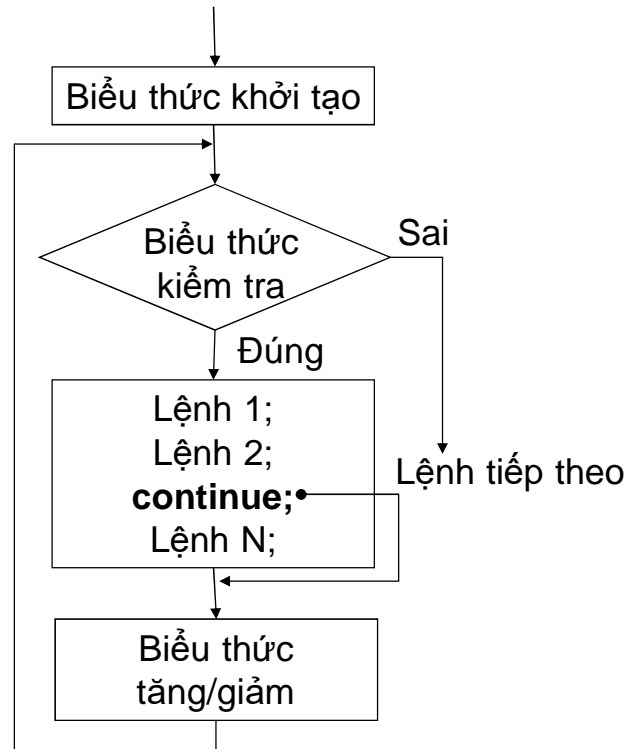 Biểu thức khởi tạo
Biểu thức
kiểm tra
Sai
Đúng
Lệnh 1;
Lệnh 2;
continue;
Lệnh N;
Lệnh tiếp theo
Biểu thức
tăng/giảm